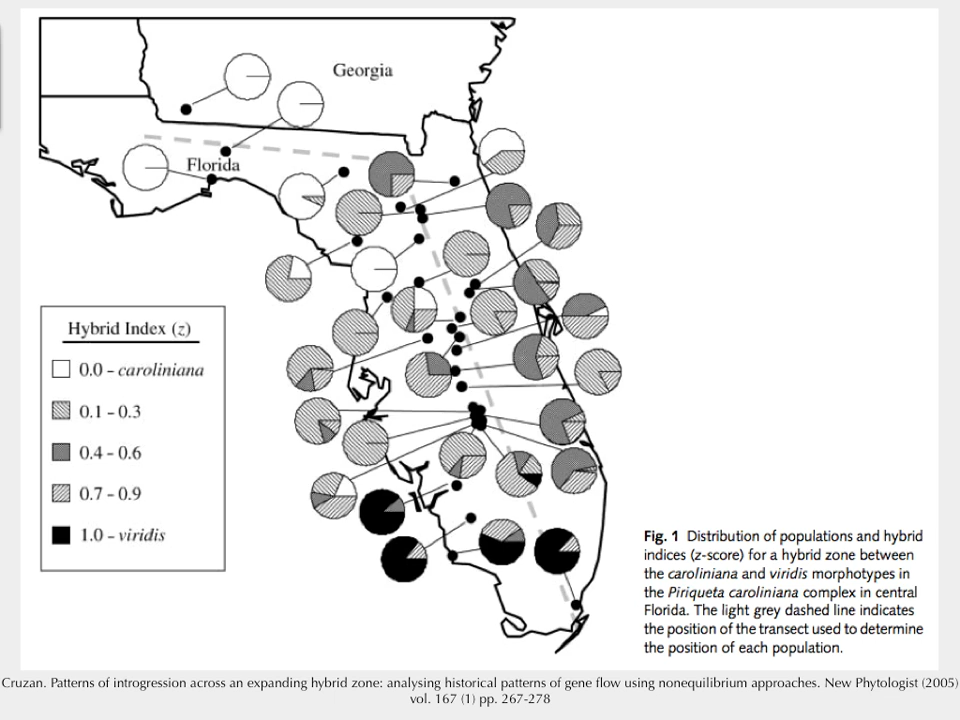 Georgia
Florida
Hybrid Index (z)
0.0 – caroliniana
0.1 – 0.3
0.4 – 0.6
0.7 – 0.9
1.0 – viridis
Fig. 1 Distribution of populations and hybrid
indices (z-score) for a hybrid zone between
the caroliniana and viridis morphotypes in
the Piriqueta caroliniana complex in central
Florida. The light grey dashed line indicates
the position of the transect used to determine
the position of each population.
Cruzan. Patterns of introgression across an expanding hybrid zone: analysing historical patterns of gene flow using nonequilibrium approaches. New Phytologist (2005)
vol. 167 (1) pp. 267-278